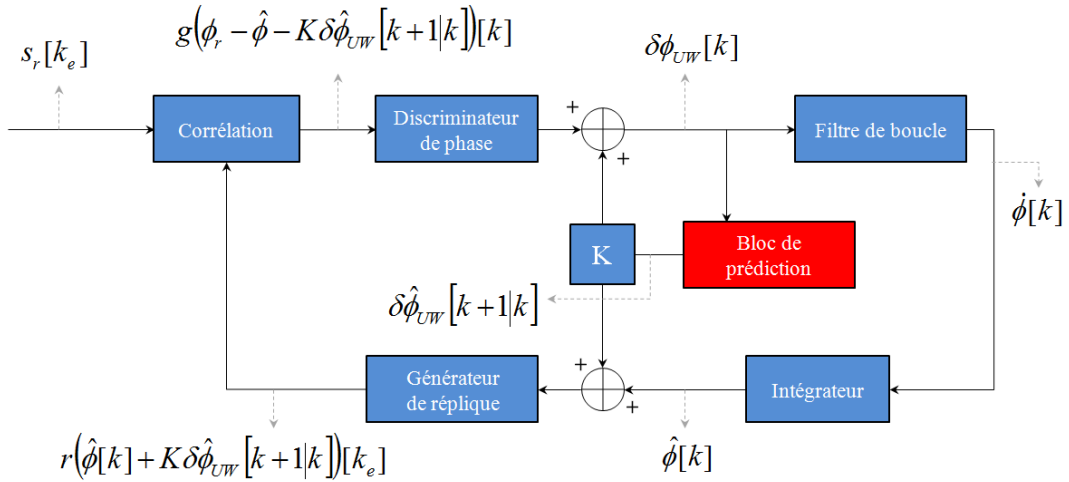 g(ϕ_r − ϕ̂ − Kδϕ̂_UW[k+1|k])[k]
s_r[k_e]
δϕ_UW[k]
Corrélation
Discriminateur
de phase
+
+
Filtre de boucle
ϕ̇[k]
K
Bloc de
prédiction
δϕ̂_UW[k+1|k]
Générateur
de réplique
+
+
Intégrateur
r(ϕ̂[k] + Kδϕ̂_UW[k+1|k])[k_e]
ϕ̂[k]